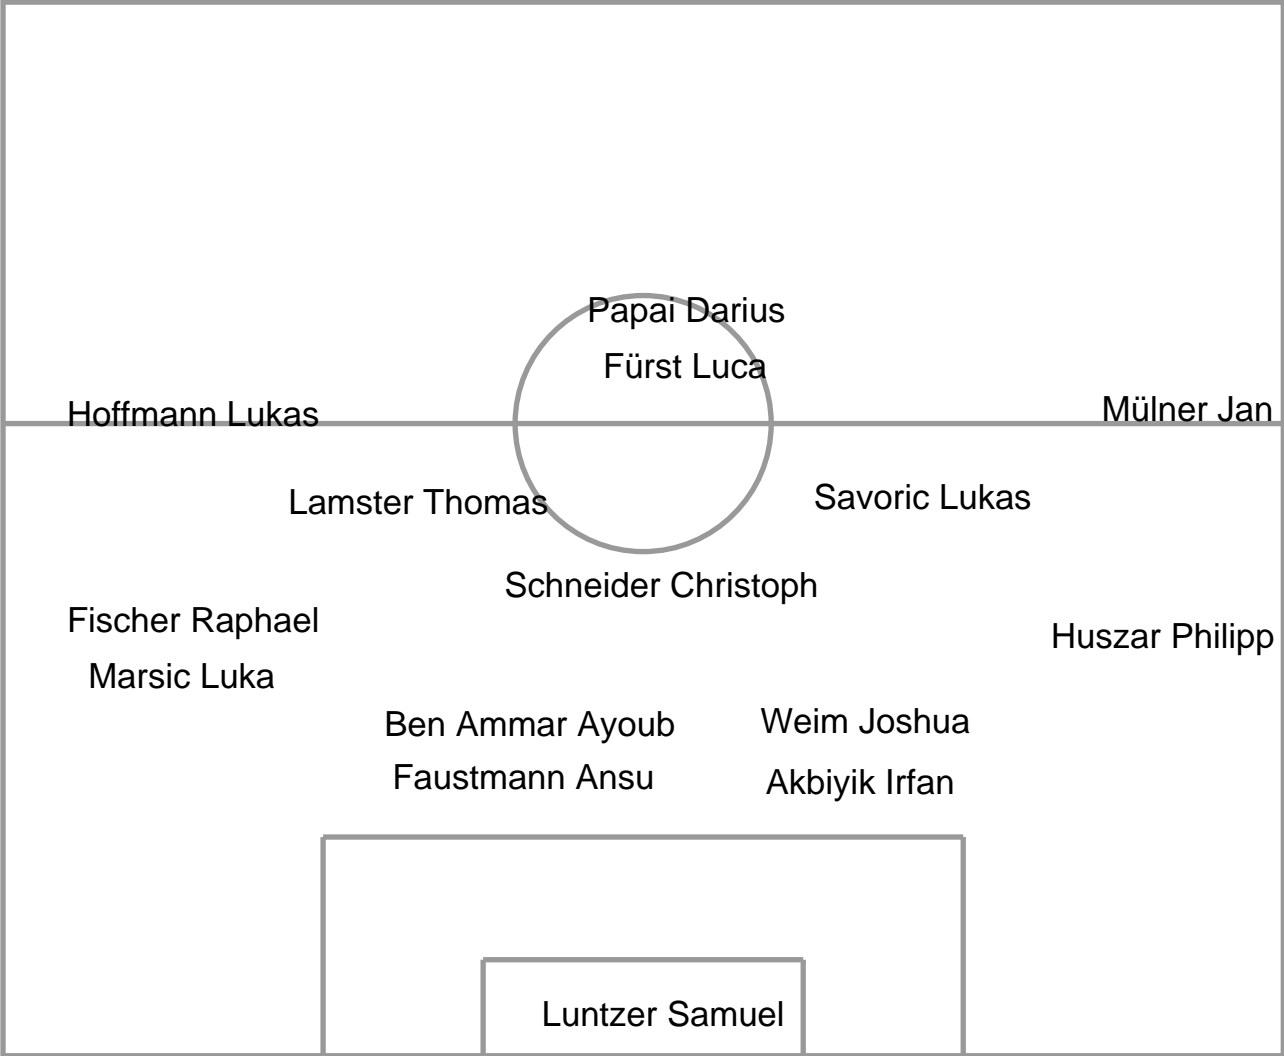 Papai Darius
Fürst Luca
Hoffmann Lukas
Mülner Jan
Lamster Thomas
Savoric Lukas
Schneider Christoph
Fischer Raphael
Huszar Philipp
Marsic Luka
Ben Ammar Ayoub
Weim Joshua
Faustmann Ansu
Akbiyik Irfan
Luntzer Samuel